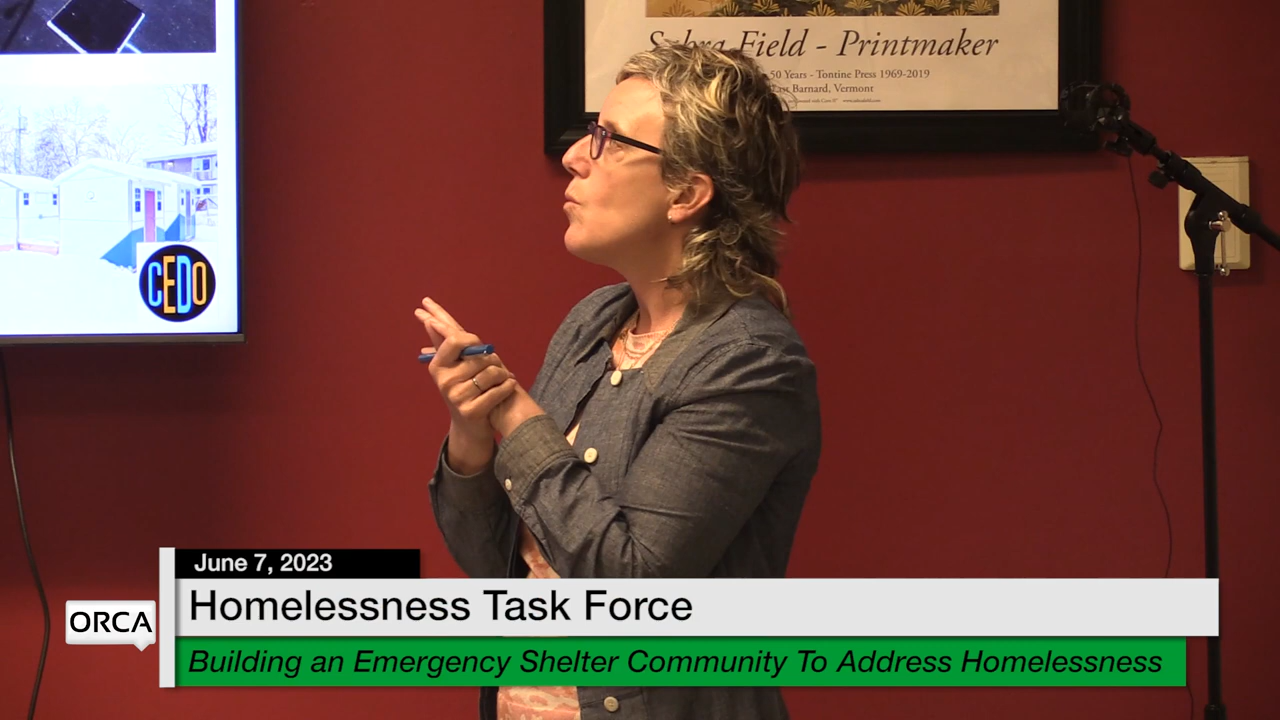 Sabra Field - Printmaker
50 Years - Tontine Press 1969-2019
East Barnard, Vermont
CEDO
June 7, 2023
Homelessness Task Force
ORCA
Building an Emergency Shelter Community To Address Homelessness